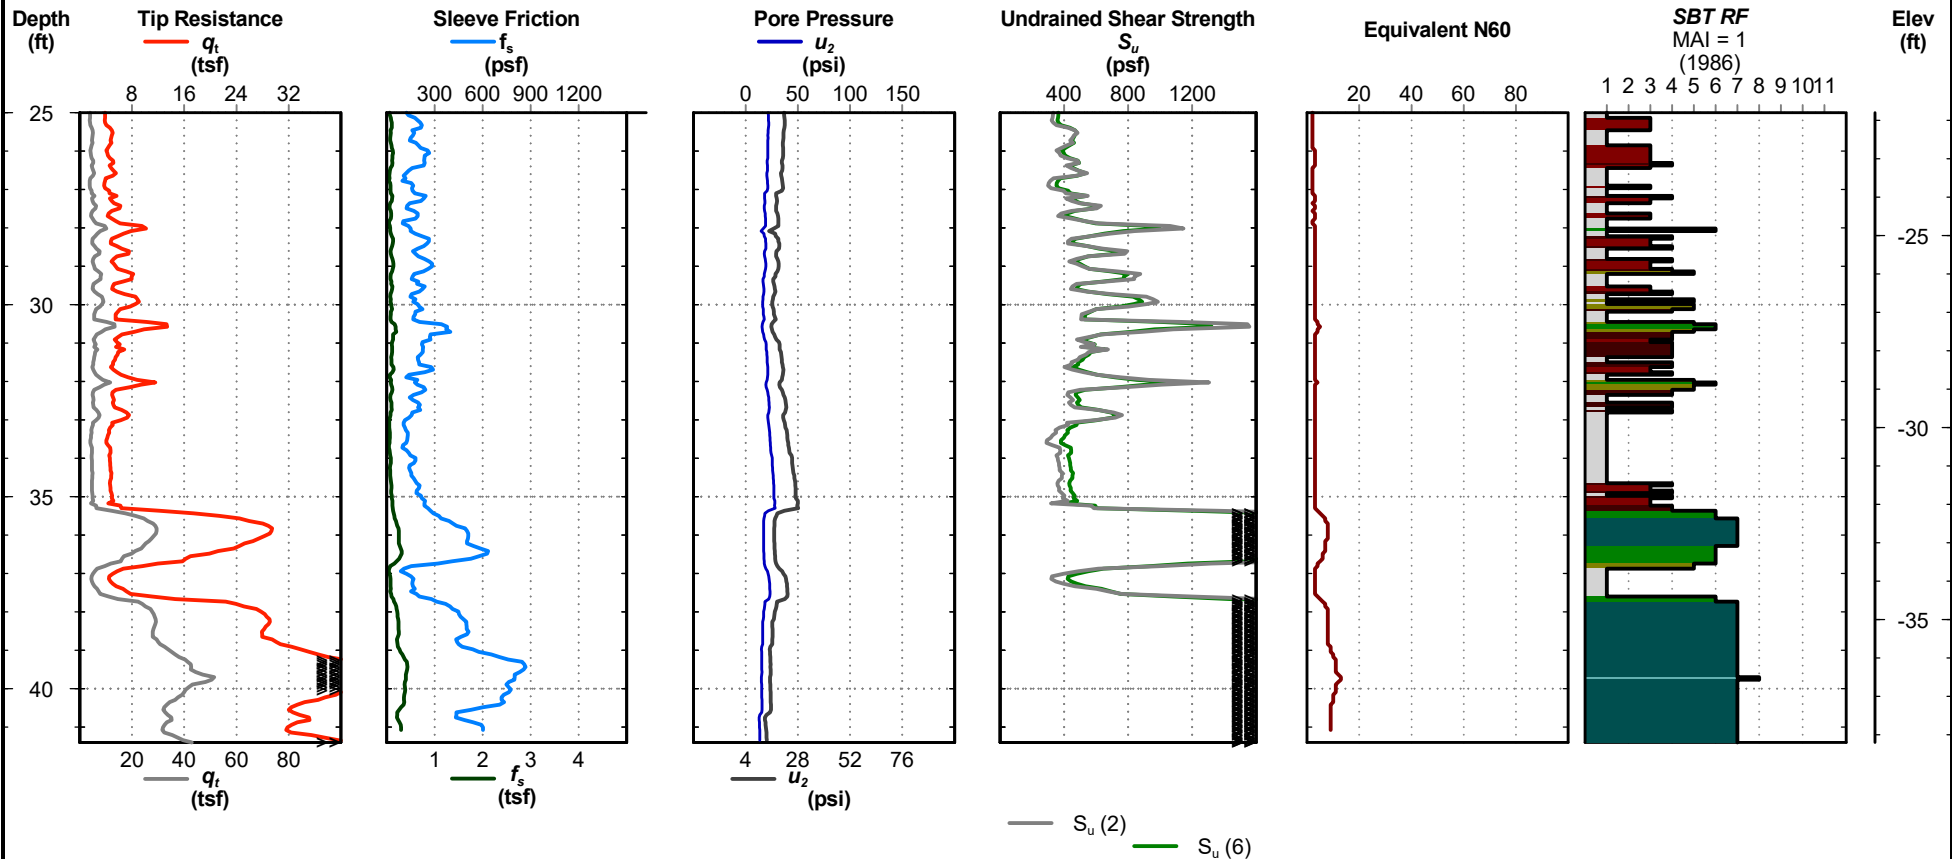 Depth
(ft)
Tip Resistance
qt
(tsf)
8 16 24 32
Sleeve Friction
fs
(psf)
300 600 900 1200
Pore Pressure
u2
(psi)
0 50 100 150
Undrained Shear Strength
Su
(psf)
400 800 1200
Equivalent N60
20 40 60 80
SBT RF
MAI = 1
(1986)
1 2 3 4 5 6 7 8 9 10 11
Elev
(ft)
25
-25
30
-30
35
-35
40
20 40 60 80
qt
(tsf)
1 2 3 4
fs
(tsf)
4 28 52 76
u2
(psi)
Su (2)
Su (6)